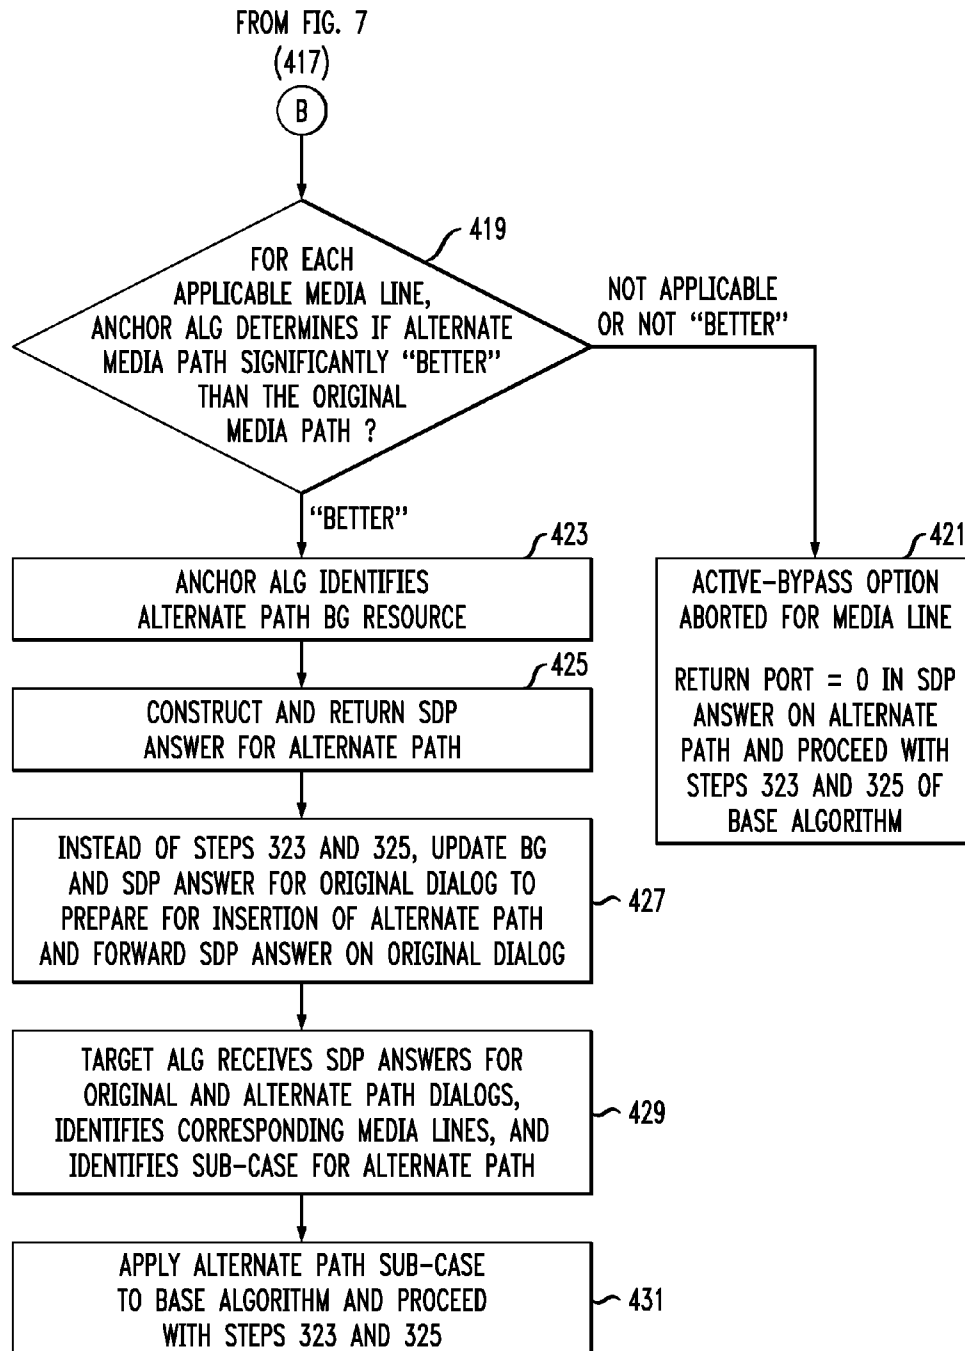 FROM FIG. 7
(417)
B
419
FOR EACH
APPLICABLE MEDIA LINE,
ANCHOR ALG DETERMINES IF ALTERNATE
MEDIA PATH SIGNIFICANTLY “BETTER”
THAN THE ORIGINAL
MEDIA PATH ?
NOT APPLICABLE
OR NOT “BETTER”
“BETTER”
423
ANCHOR ALG IDENTIFIES
ALTERNATE PATH BG RESOURCE
421
ACTIVE-BYPASS OPTION
ABORTED FOR MEDIA LINE
RETURN PORT = 0 IN SDP
ANSWER ON ALTERNATE
PATH AND PROCEED WITH
STEPS 323 AND 325 OF
BASE ALGORITHM
425
CONSTRUCT AND RETURN SDP
ANSWER FOR ALTERNATE PATH
INSTEAD OF STEPS 323 AND 325, UPDATE BG
AND SDP ANSWER FOR ORIGINAL DIALOG TO
PREPARE FOR INSERTION OF ALTERNATE PATH
AND FORWARD SDP ANSWER ON ORIGINAL DIALOG
427
TARGET ALG RECEIVES SDP ANSWERS FOR
ORIGINAL AND ALTERNATE PATH DIALOGS,
IDENTIFIES CORRESPONDING MEDIA LINES, AND
IDENTIFIES SUB-CASE FOR ALTERNATE PATH
429
APPLY ALTERNATE PATH SUB-CASE
TO BASE ALGORITHM AND PROCEED
WITH STEPS 323 AND 325
431